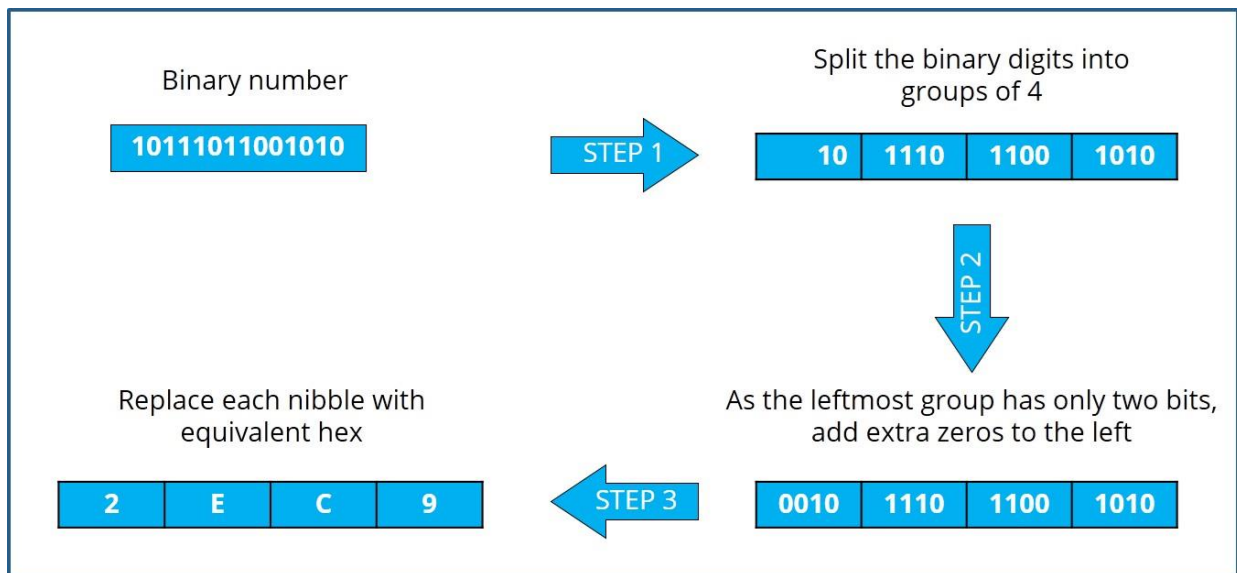 Binary number
10111011001010
STEP 1
Split the binary digits into
groups of 4
10 1110 1100 1010
STEP 2
As the leftmost group has only two bits,
add extra zeros to the left
0010 1110 1100 1010
STEP 3
Replace each nibble with
equivalent hex
2 E C 9